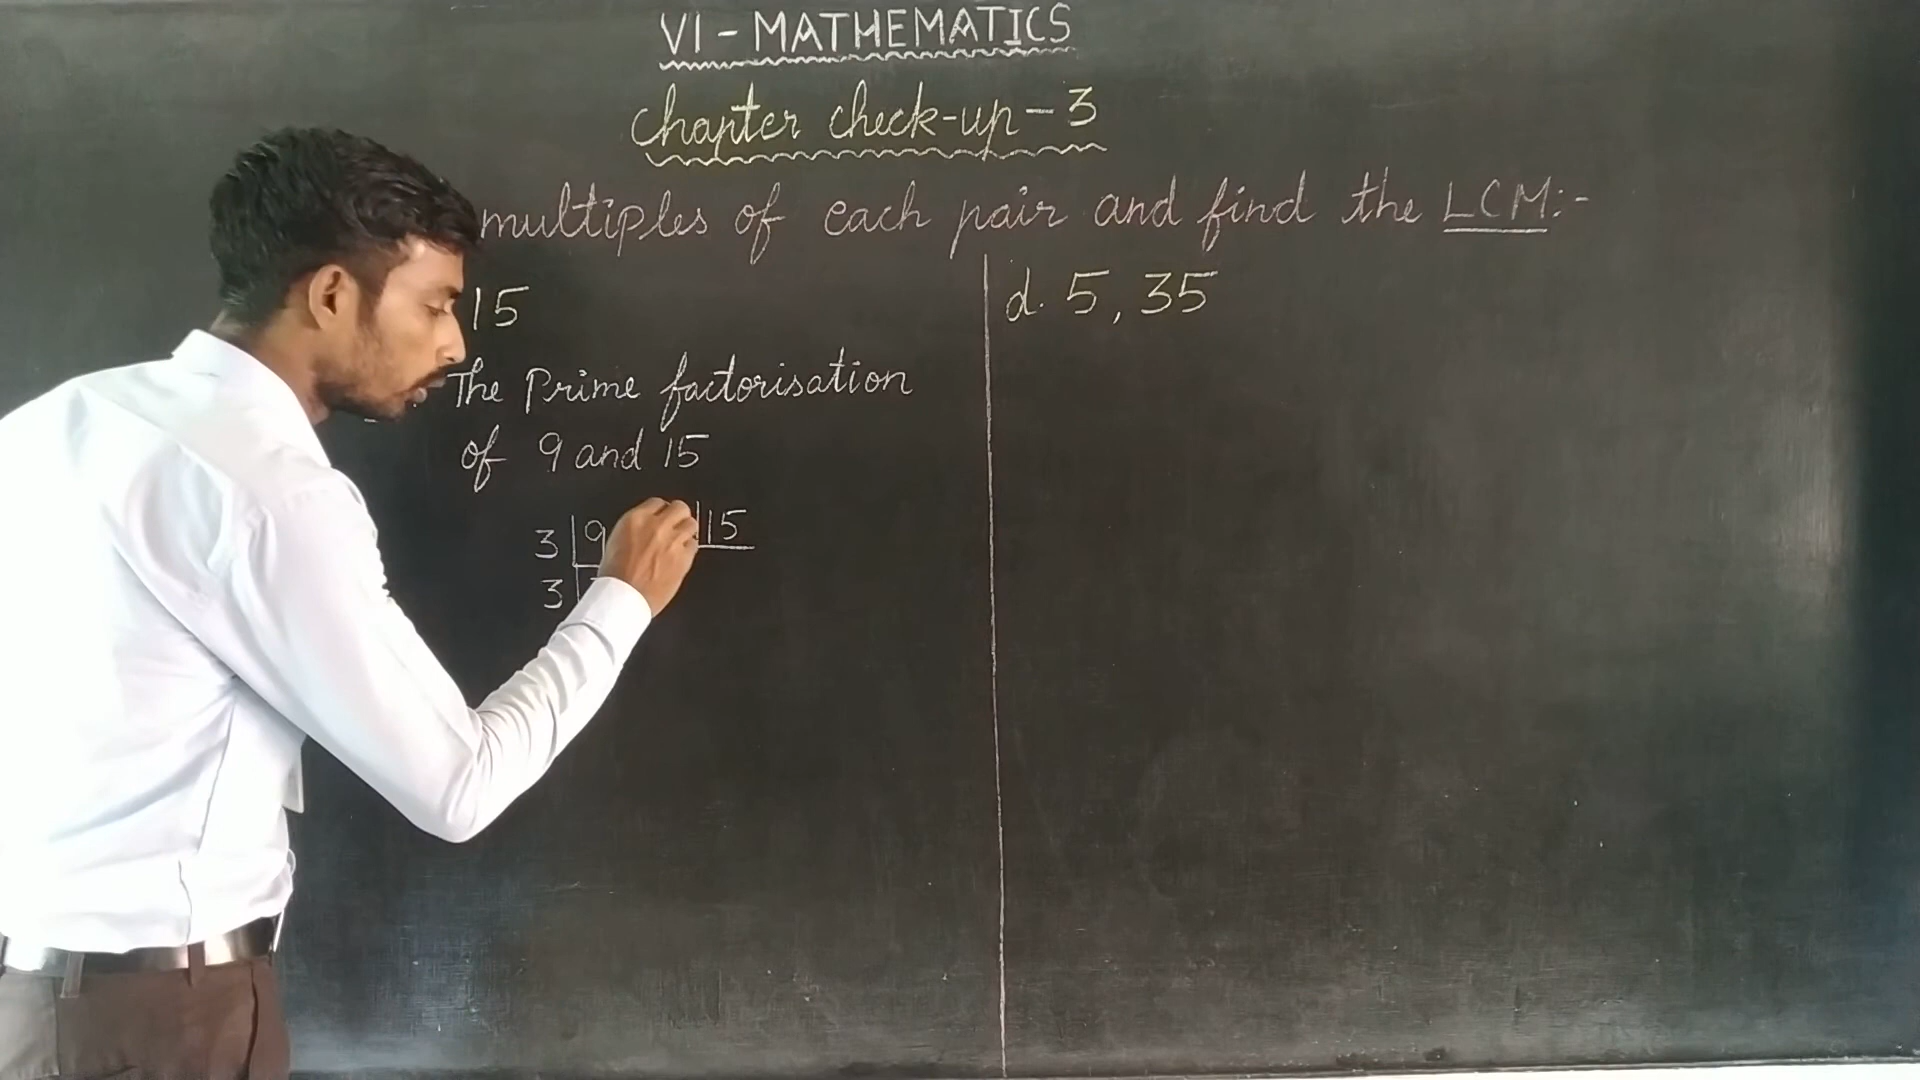 VI - MATHEMATICS
Chapter check-up - 3
multiples of each pair and find the LCM:-
15
d. 5, 35
The Prime factorisation
of 9 and 15
3 9
15
3